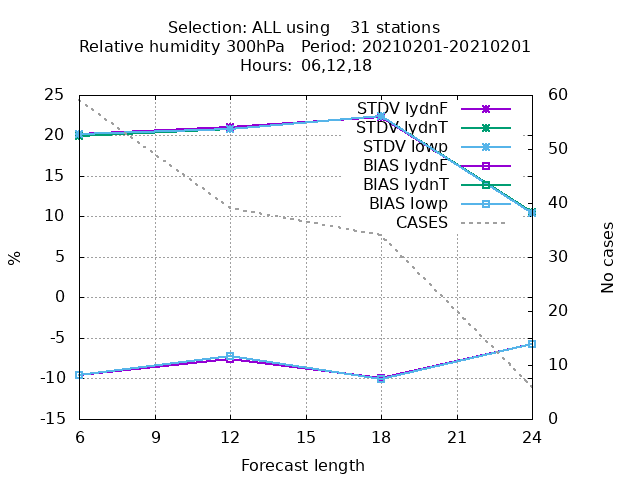 Selection: ALL using    31 stations
Relative humidity 300hPa   Period: 20210201-20210201
Hours:  06,12,18
25
20
15
10
5
0
-5
-10
-15
%
60
50
40
30
20
10
0
No cases
STDV lydnF
STDV lydnT
STDV lowp
BIAS lydnF
BIAS lydnT
BIAS lowp
CASES
6 9 12 15 18 21 24
Forecast length